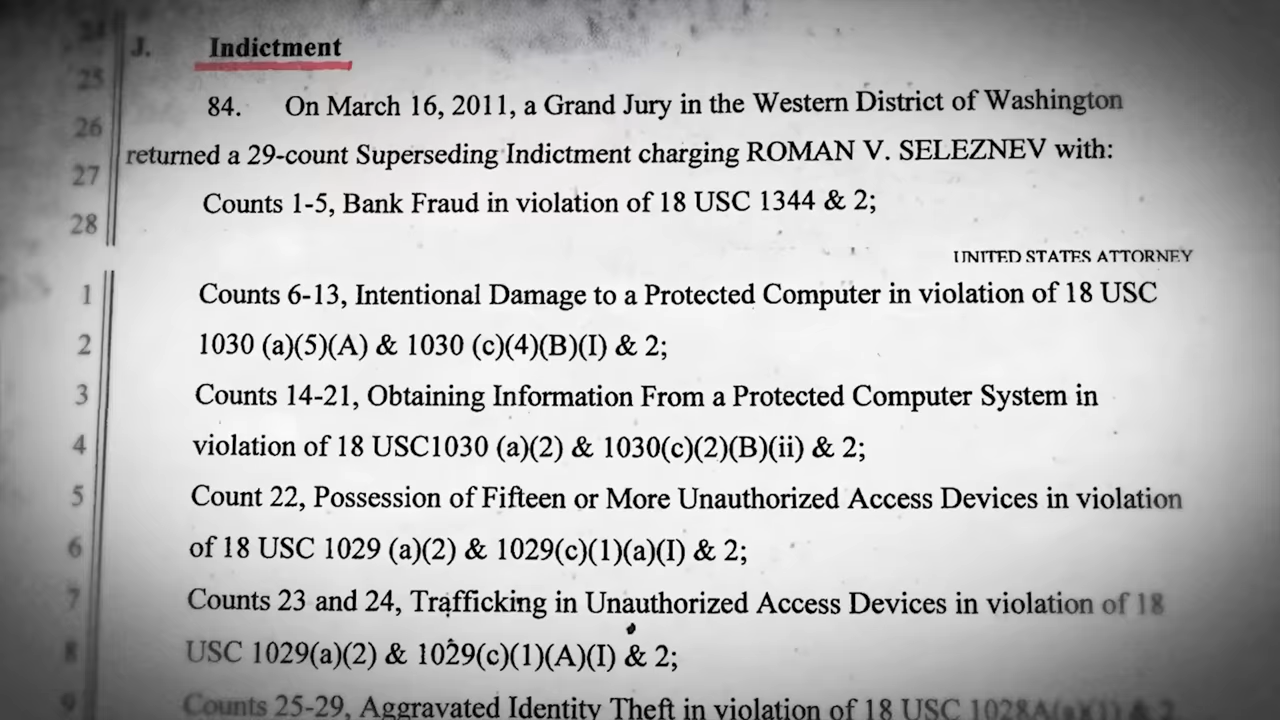 24
J. Indictment
25
84. On March 16, 2011, a Grand Jury in the Western District of Washington
26
returned a 29-count Superseding Indictment charging ROMAN V. SELEZNEV with:
27
Counts 1-5, Bank Fraud in violation of 18 USC 1344 & 2;
28
UNITED STATES ATTORNEY
1 Counts 6-13, Intentional Damage to a Protected Computer in violation of 18 USC
2 1030 (a)(5)(A) & 1030 (c)(4)(B)(I) & 2;
3 Counts 14-21, Obtaining Information From a Protected Computer System in
4 violation of 18 USC1030 (a)(2) & 1030(c)(2)(B)(ii) & 2;
5 Count 22, Possession of Fifteen or More Unauthorized Access Devices in violation
6 of 18 USC 1029 (a)(2) & 1029(c)(1)(a)(I) & 2;
7 Counts 23 and 24, Trafficking in Unauthorized Access Devices in violation of 18
8 USC 1029(a)(2) & 1029(c)(1)(A)(I) & 2;
9 Counts 25-29, Aggravated Identity Theft in violation of 18 USC 1028A(a)(1) & 2